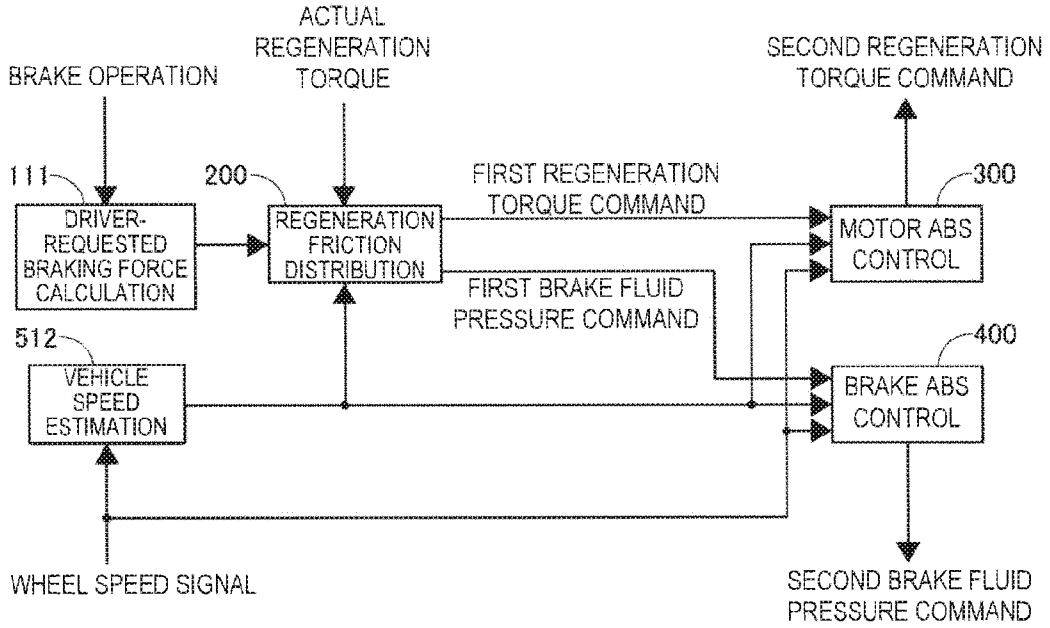 ACTUAL
REGENERATION
TORQUE
SECOND REGENERATION
TORQUE COMMAND
BRAKE OPERATION
111
DRIVER-
REQUESTED
BRAKING FORCE
CALCULATION
200
REGENERATION
FRICTION
DISTRIBUTION
FIRST REGENERATION
TORQUE COMMAND
300
MOTOR ABS
CONTROL
FIRST BRAKE FLUID
PRESSURE COMMAND
512
VEHICLE
SPEED
ESTIMATION
400
BRAKE ABS
CONTROL
WHEEL SPEED SIGNAL
SECOND BRAKE FLUID
PRESSURE COMMAND